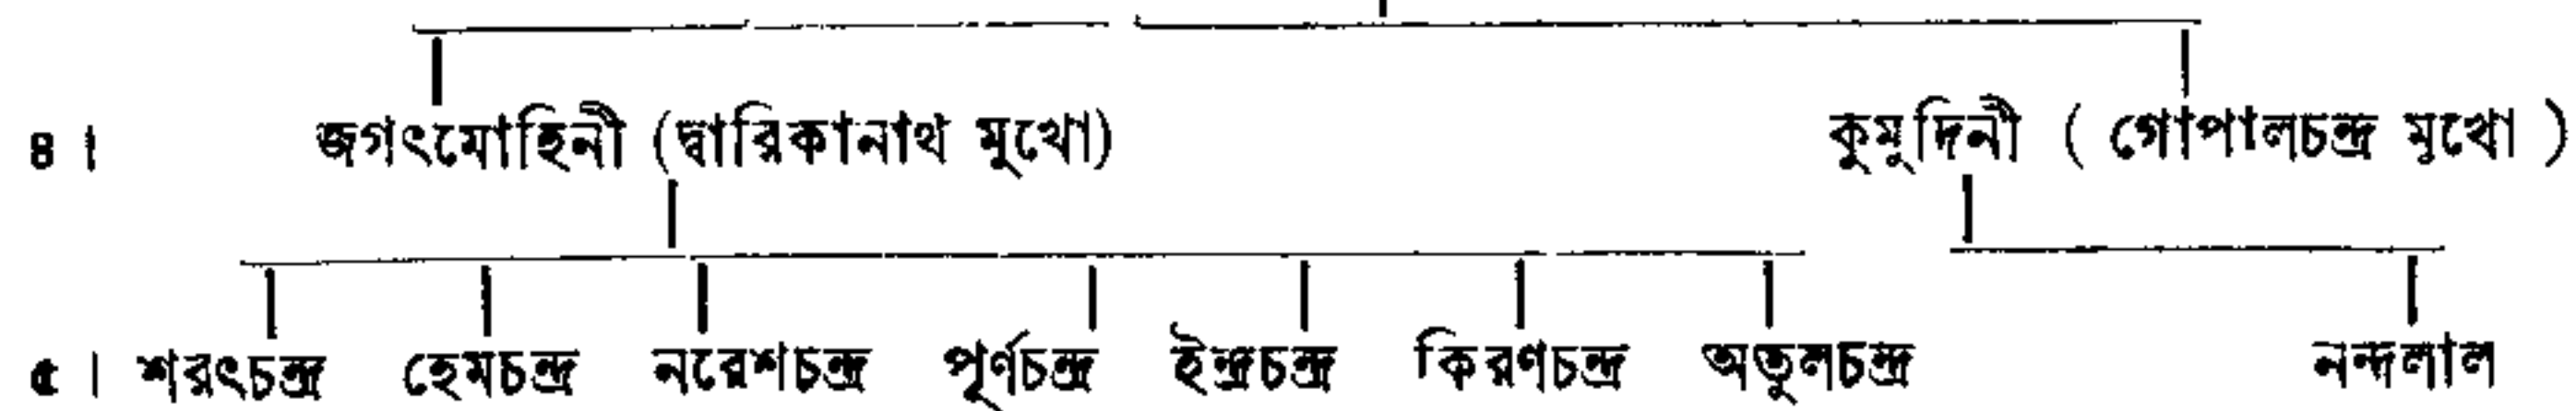 ৪। জগৎমোহিনী (দ্বারিকানাথ মুখো) কুমুদিনী ( গোপালচন্দ্র মুখো )
৫। শরৎচন্দ্র হেমচন্দ্র নরেশচন্দ্র পূর্ণচন্দ্র ইন্দ্রচন্দ্র কিরণচন্দ্র অতুলচন্দ্র নন্দলাল